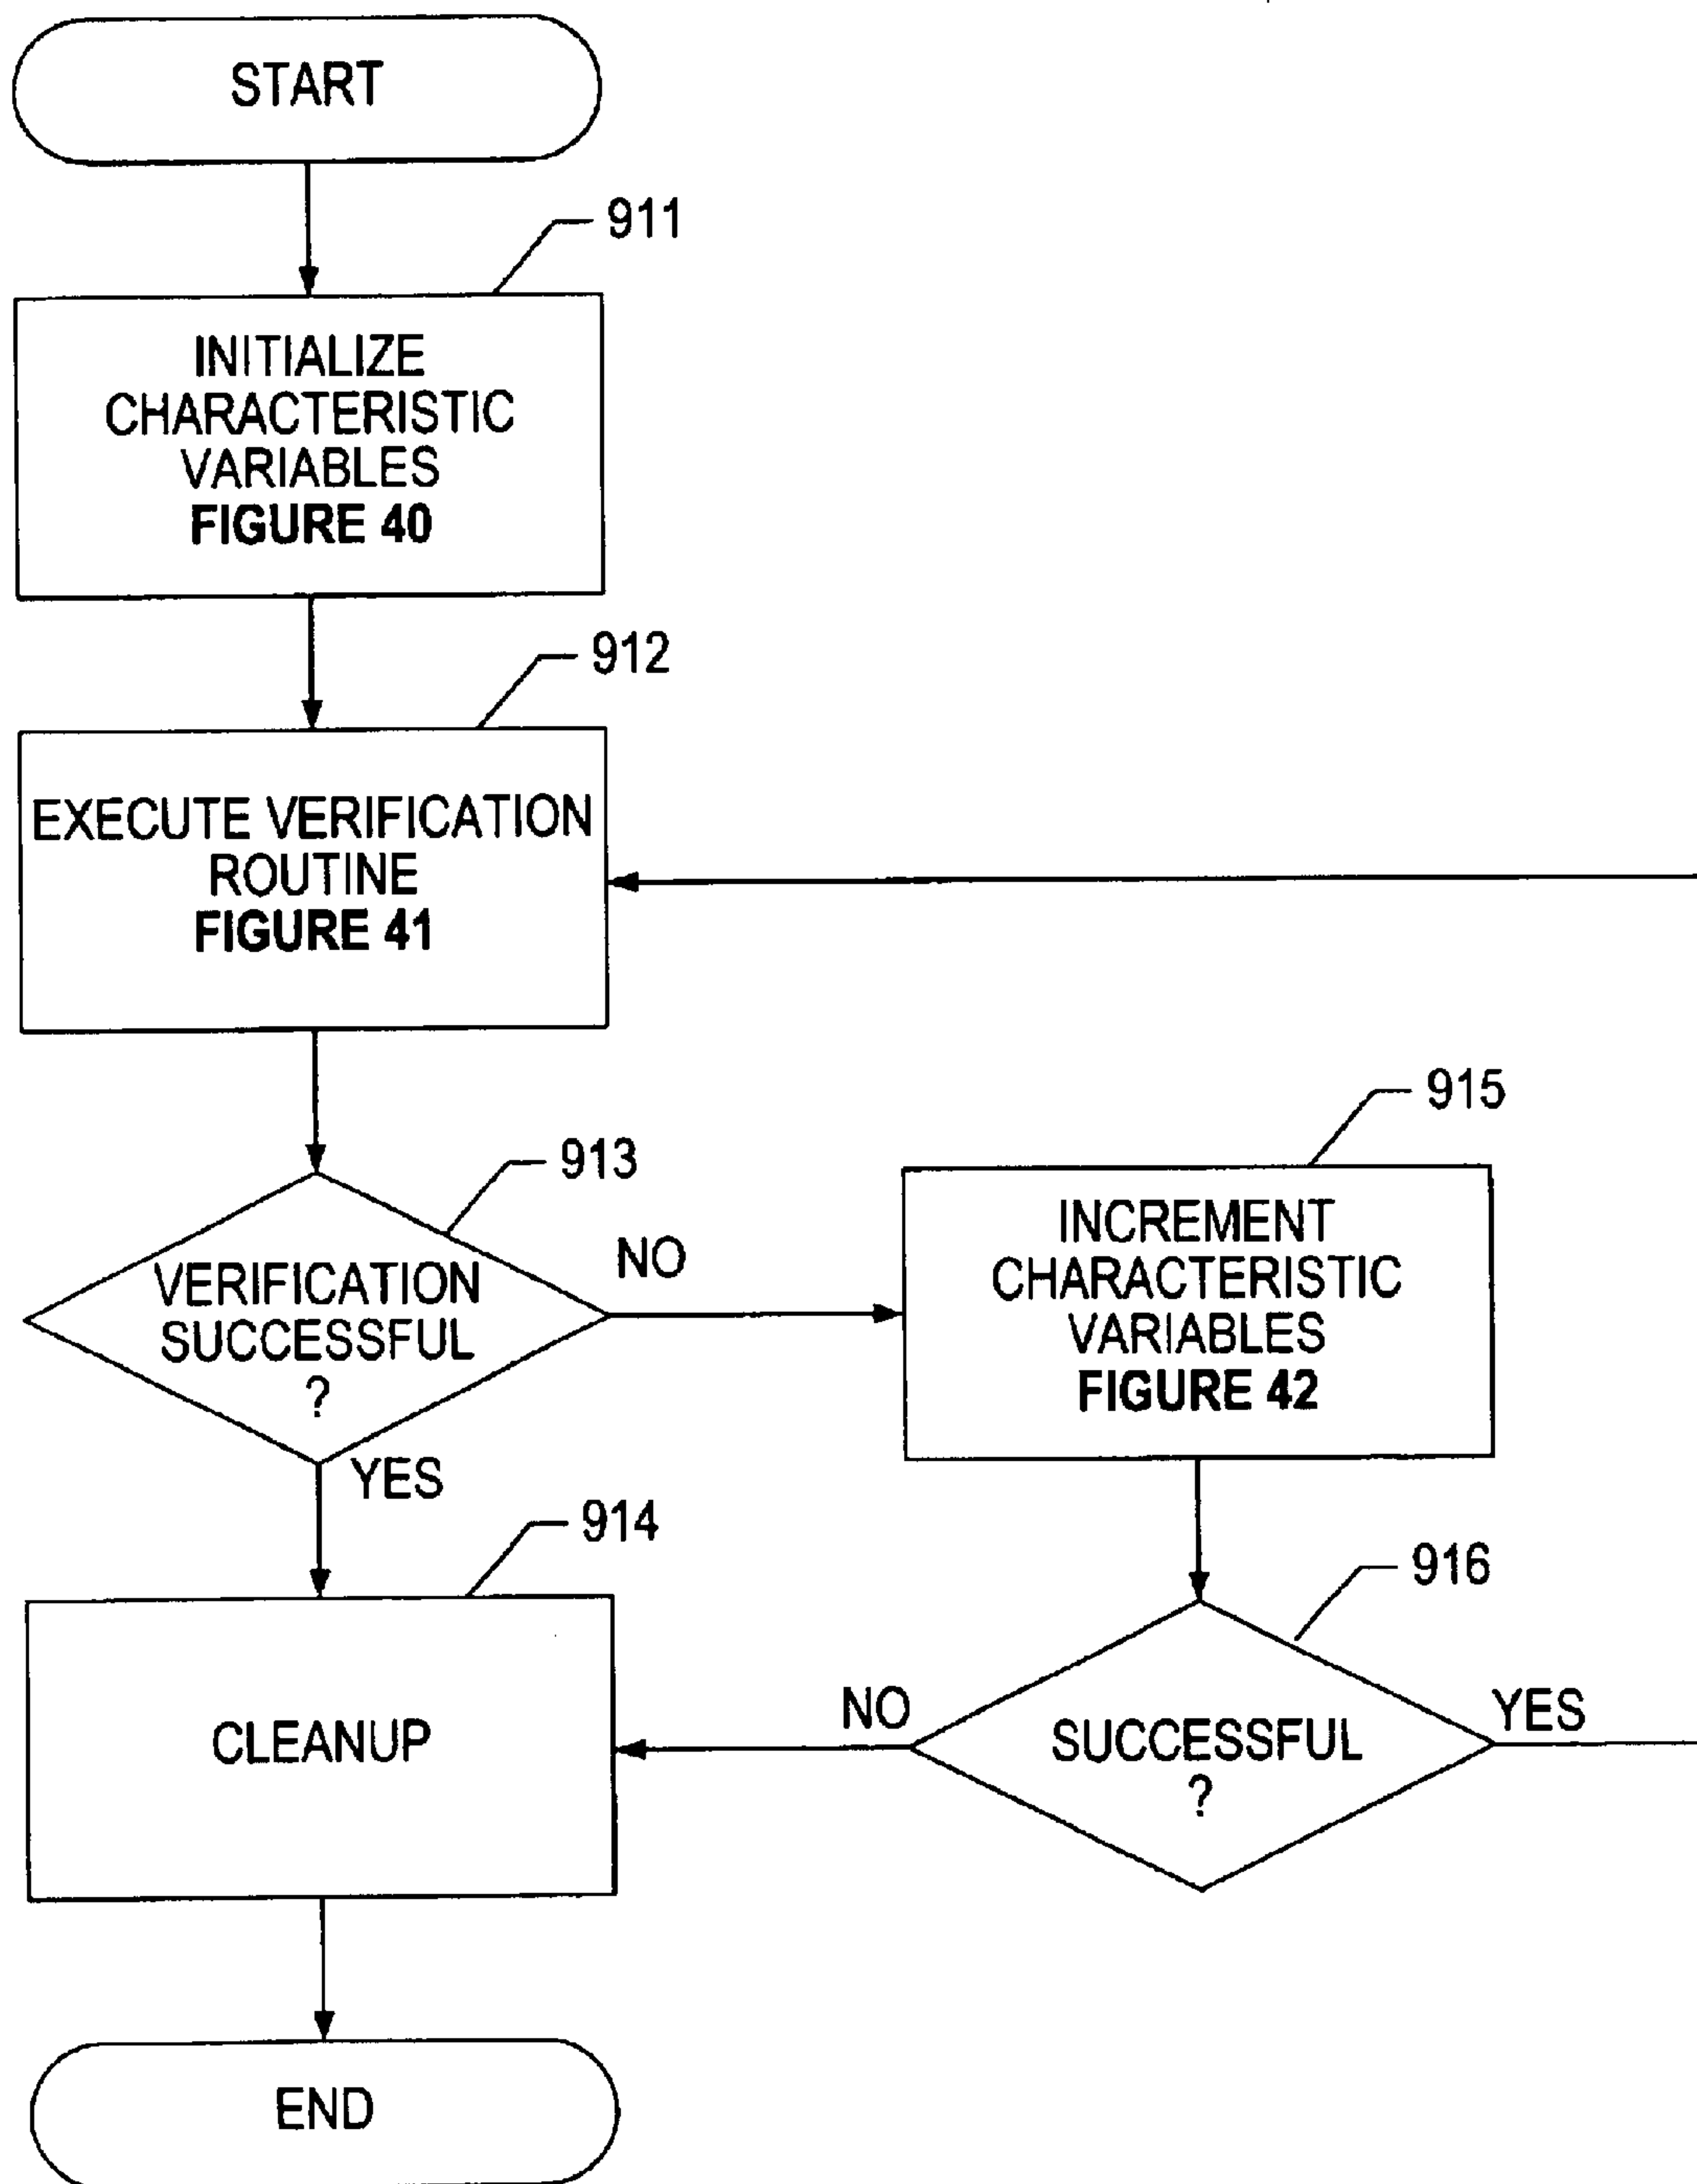 START
911
INITIALIZE
CHARACTERISTIC
VARIABLES
FIGURE 40
912
EXECUTE VERIFICATION
ROUTINE
FIGURE 41
913
VERIFICATION
SUCCESSFUL
?
NO
YES
915
INCREMENT
CHARACTERISTIC
VARIABLES
FIGURE 42
914
CLEANUP
916
SUCCESSFUL
?
NO
YES
END